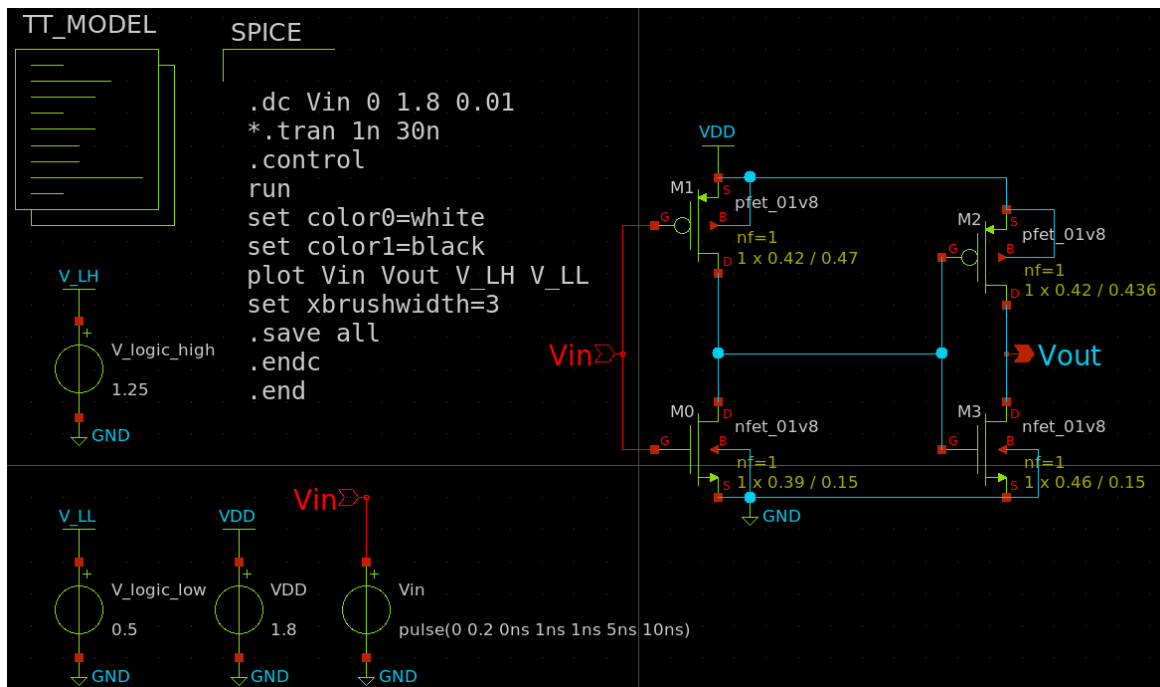 TT_MODEL
SPICE
.dc Vin 0 1.8 0.01
*.tran 1n 30n
.control
run
set color0=white
set color1=black
plot Vin Vout V_LH V_LL
set xbrushwidth=3
.save all
.endc
.end
V_LH
+
V_logic_high
1.25
GND
V_LL
+
V_logic_low
0.5
GND
VDD
+
VDD
1.8
GND
Vin
+
Vin
pulse(0 0.2 0ns 1ns 1ns 5ns 10ns)
GND
VDD
M1
S
pfet_01v8
G
B
nf=1
D
1 x 0.42 / 0.47
M2
S
pfet_01v8
G
B
nf=1
D
1 x 0.42 / 0.436
Vin
Vout
M0
D
nfet_01v8
G
B
nf=1
S
1 x 0.39 / 0.15
GND
M3
D
nfet_01v8
G
B
nf=1
S
1 x 0.46 / 0.15